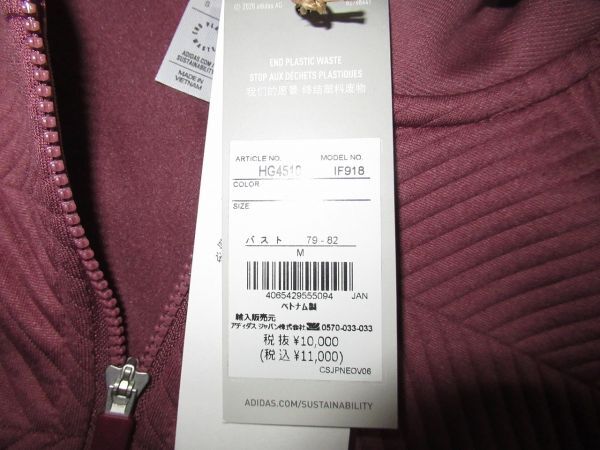 © 2020 adidas AG
END PLASTIC WASTE
STOP AUX DÉCHETS PLASTIQUES
我们的愿景 终结塑料废物
S
ADIDAS.COM/
SUSTAINABILITY
MADE IN
VIETNAM
ARTICLE NO. MODEL NO.
HG4510 IF918
COLOR
SIZE
バスト 79-82
M
4065429555094 JAN
ベトナム製
輸入販売元
アディダス ジャパン株式会社 0570-033-033
税抜 ¥10,000
(税込 ¥11,000)
CSJPNEOV06
ADIDAS.COM/SUSTAINABILITY